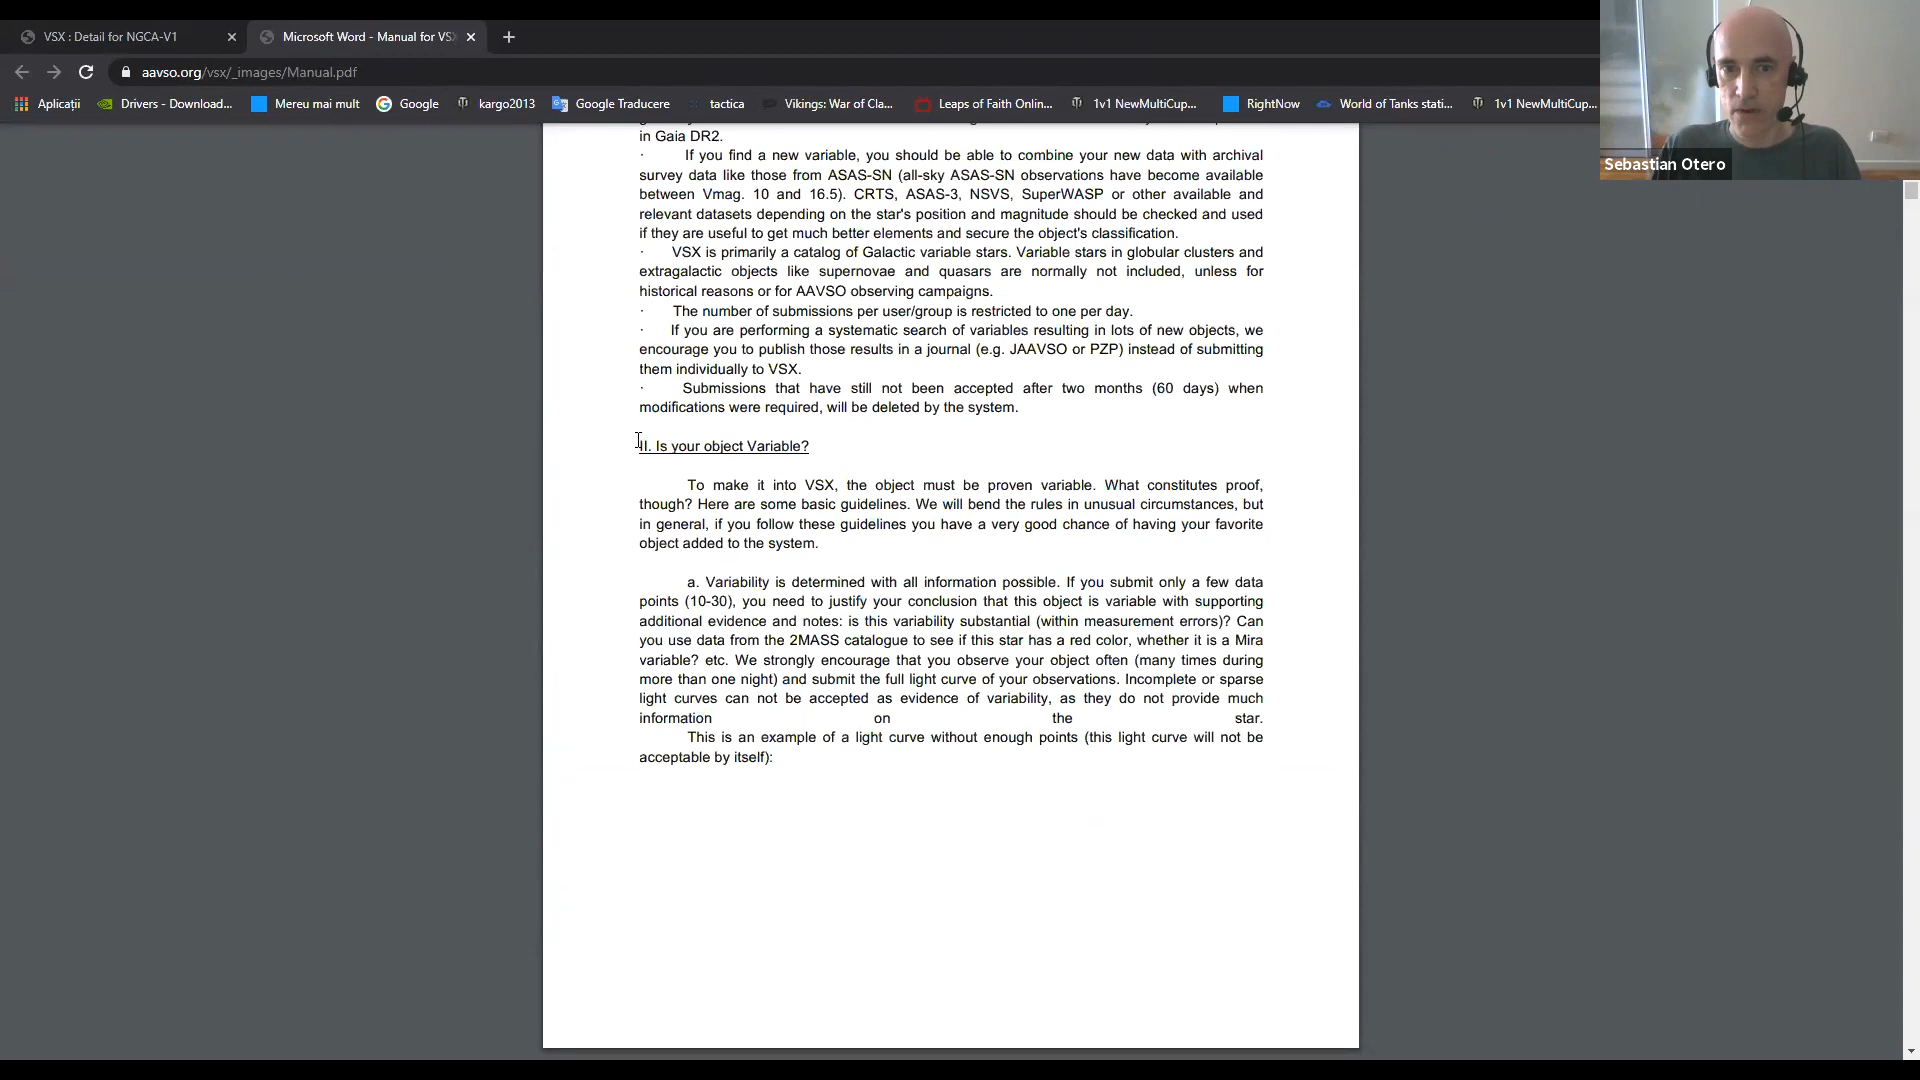 VSX : Detail for NGCA-V1
Microsoft Word - Manual for VSX
aavso.org/vsx/_images/Manual.pdf
Aplicații
Drivers - Download...
Mereu mai mult
Google
kargo2013
Google Traducere
tactica
Vikings: War of Cla...
Leaps of Faith Onlin...
1v1 NewMultiCup...
RightNow
World of Tanks stati...
1v1 NewMultiCup...
Sebastian Otero
in Gaia DR2.
· If you find a new variable, you should be able to combine your new data with archival
survey data like those from ASAS-SN (all-sky ASAS-SN observations have become available
between Vmag. 10 and 16.5). CRTS, ASAS-3, NSVS, SuperWASP or other available and
relevant datasets depending on the star's position and magnitude should be checked and used
if they are useful to get much better elements and secure the object's classification.
· VSX is primarily a catalog of Galactic variable stars. Variable stars in globular clusters and
extragalactic objects like supernovae and quasars are normally not included, unless for
historical reasons or for AAVSO observing campaigns.
· The number of submissions per user/group is restricted to one per day.
· If you are performing a systematic search of variables resulting in lots of new objects, we
encourage you to publish those results in a journal (e.g. JAAVSO or PZP) instead of submitting
them individually to VSX.
· Submissions that have still not been accepted after two months (60 days) when
modifications were required, will be deleted by the system.
II. Is your object Variable?
To make it into VSX, the object must be proven variable. What constitutes proof,
though? Here are some basic guidelines. We will bend the rules in unusual circumstances, but
in general, if you follow these guidelines you have a very good chance of having your favorite
object added to the system.
a. Variability is determined with all information possible. If you submit only a few data
points (10-30), you need to justify your conclusion that this object is variable with supporting
additional evidence and notes: is this variability substantial (within measurement errors)? Can
you use data from the 2MASS catalogue to see if this star has a red color, whether it is a Mira
variable? etc. We strongly encourage that you observe your object often (many times during
more than one night) and submit the full light curve of your observations. Incomplete or sparse
light curves can not be accepted as evidence of variability, as they do not provide much
information on the star.
This is an example of a light curve without enough points (this light curve will not be
acceptable by itself):